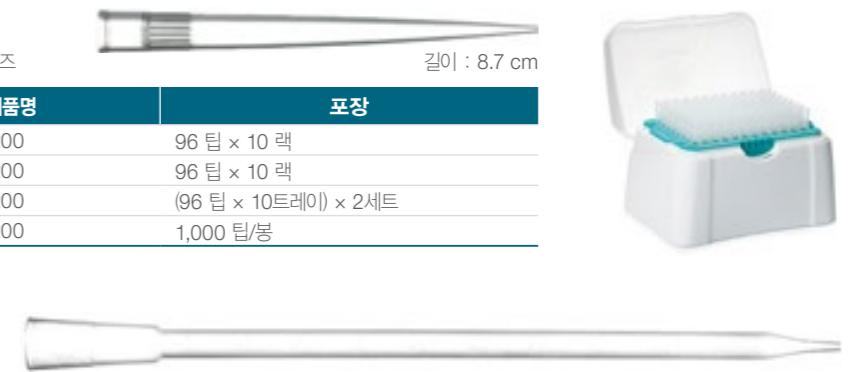 즈
길이 : 8.7 cm
품명 포장
00 96 팁 × 10 랙
00 96 팁 × 10 랙
00 (96 팁 × 10트레이) × 2세트
00 1,000 팁/봉